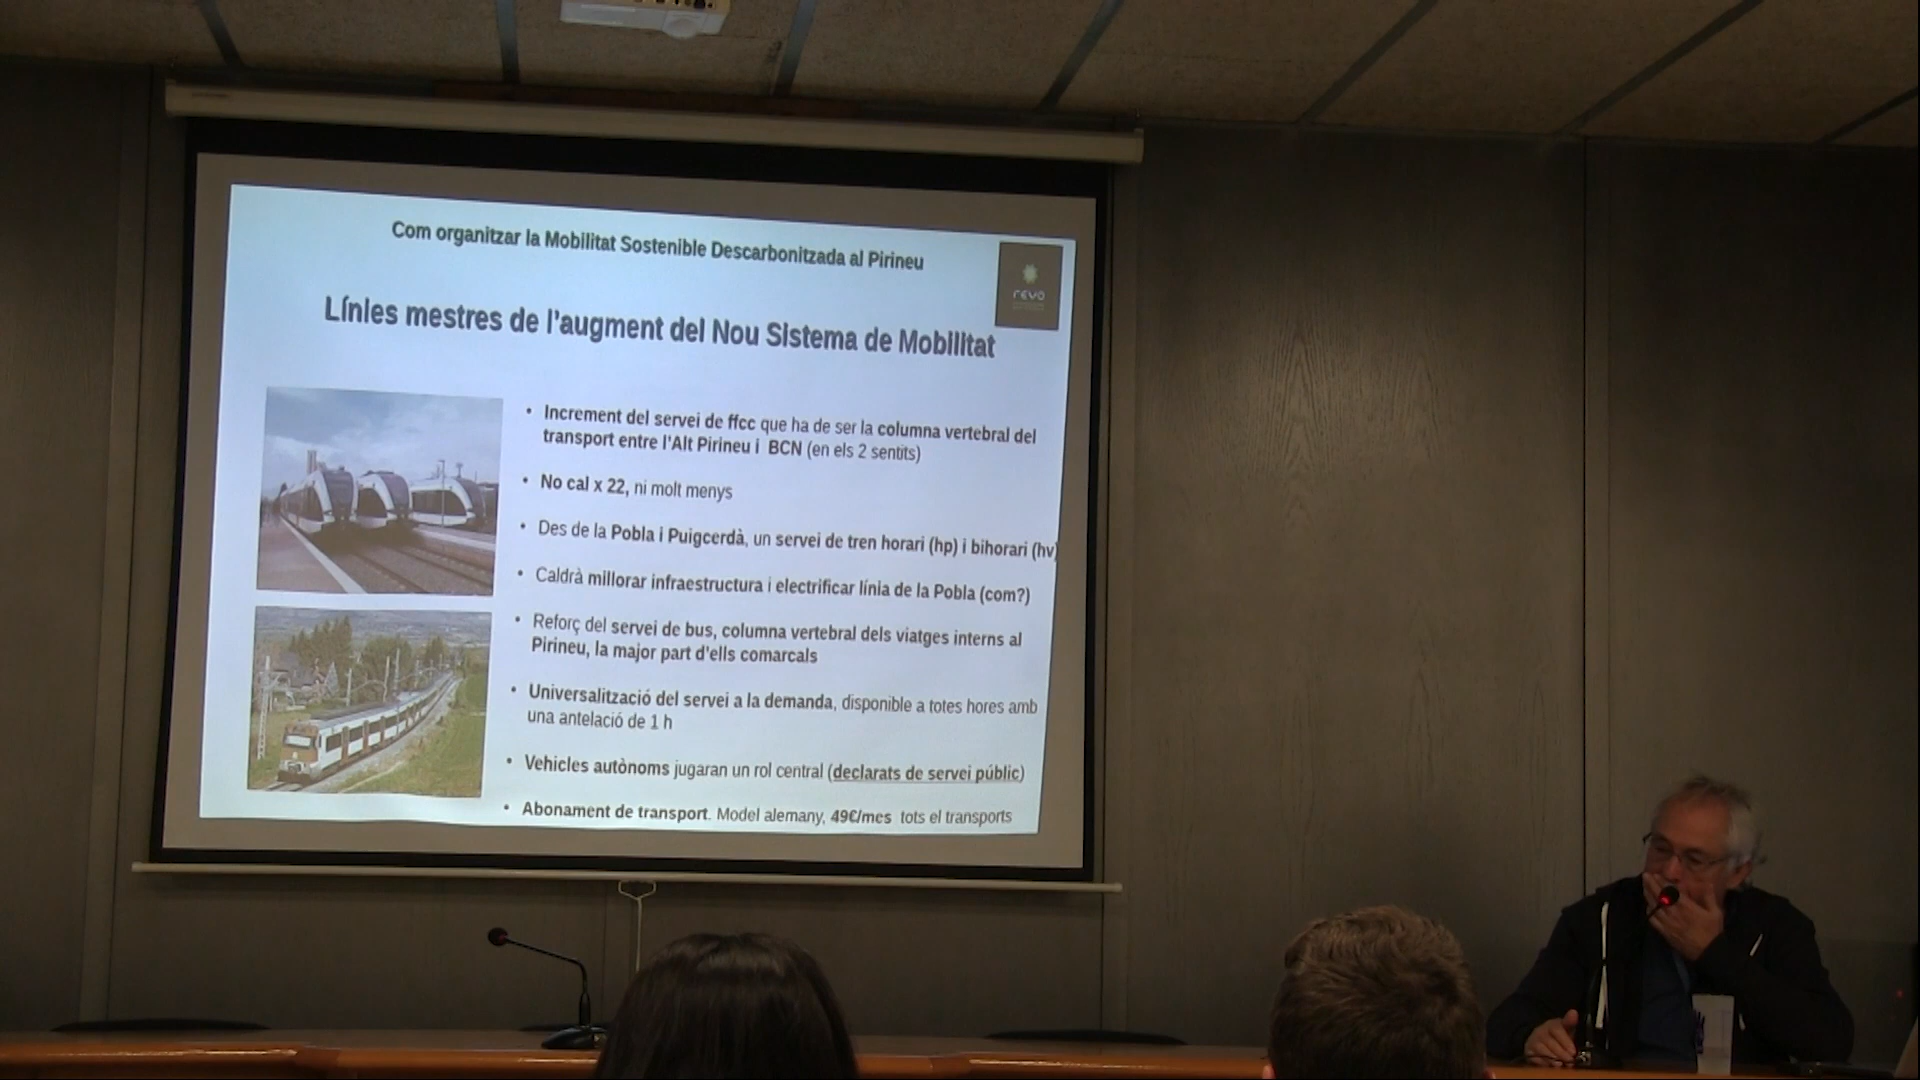 Com organitzar la Mobilitat Sostenible Descarbonitzada al Pirineu
revo
Línies mestres de l'augment del Nou Sistema de Mobilitat
• Increment del servei de ffcc que ha de ser la columna vertebral del
transport entre l'Alt Pirineu i BCN (en els 2 sentits)
• No cal x 22, ni molt menys
• Des de la Pobla i Puigcerdà, un servei de tren horari (hp) i bihorari (hv)
• Caldrà millorar infraestructura i electrificar línia de la Pobla (com?)
• Reforç del servei de bus, columna vertebral dels viatges interns al
Pirineu, la major part d'ells comarcals
• Universalització del servei a la demanda, disponible a totes hores amb
una antelació de 1 h
• Vehicles autònoms jugaran un rol central (declarats de servei públic)
• Abonament de transport. Model alemany, 49€/mes tots el transports